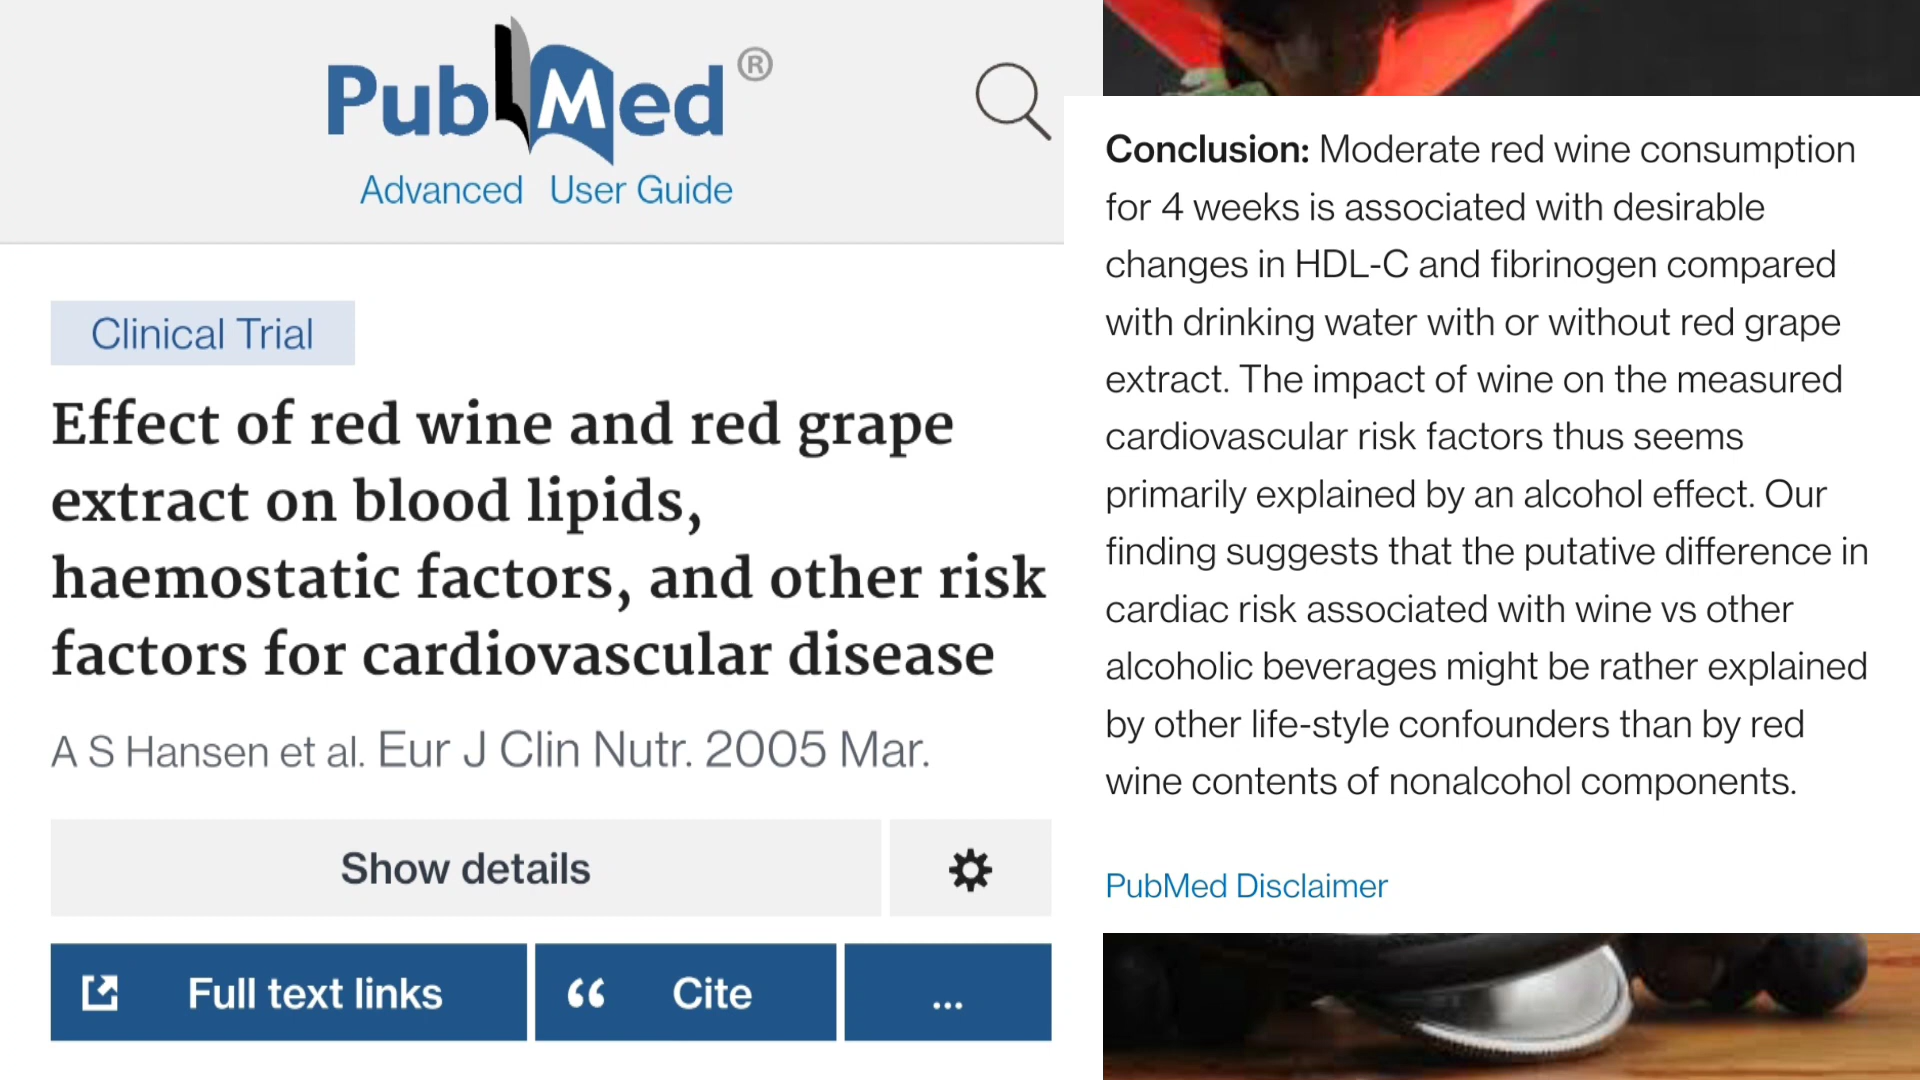 PubMed®
Advanced User Guide
Clinical Trial
Effect of red wine and red grape
extract on blood lipids,
haemostatic factors, and other risk
factors for cardiovascular disease
A S Hansen et al. Eur J Clin Nutr. 2005 Mar.
Show details
Full text links
Cite
...
Conclusion: Moderate red wine consumption
for 4 weeks is associated with desirable
changes in HDL-C and fibrinogen compared
with drinking water with or without red grape
extract. The impact of wine on the measured
cardiovascular risk factors thus seems
primarily explained by an alcohol effect. Our
finding suggests that the putative difference in
cardiac risk associated with wine vs other
alcoholic beverages might be rather explained
by other life-style confounders than by red
wine contents of nonalcohol components.
PubMed Disclaimer